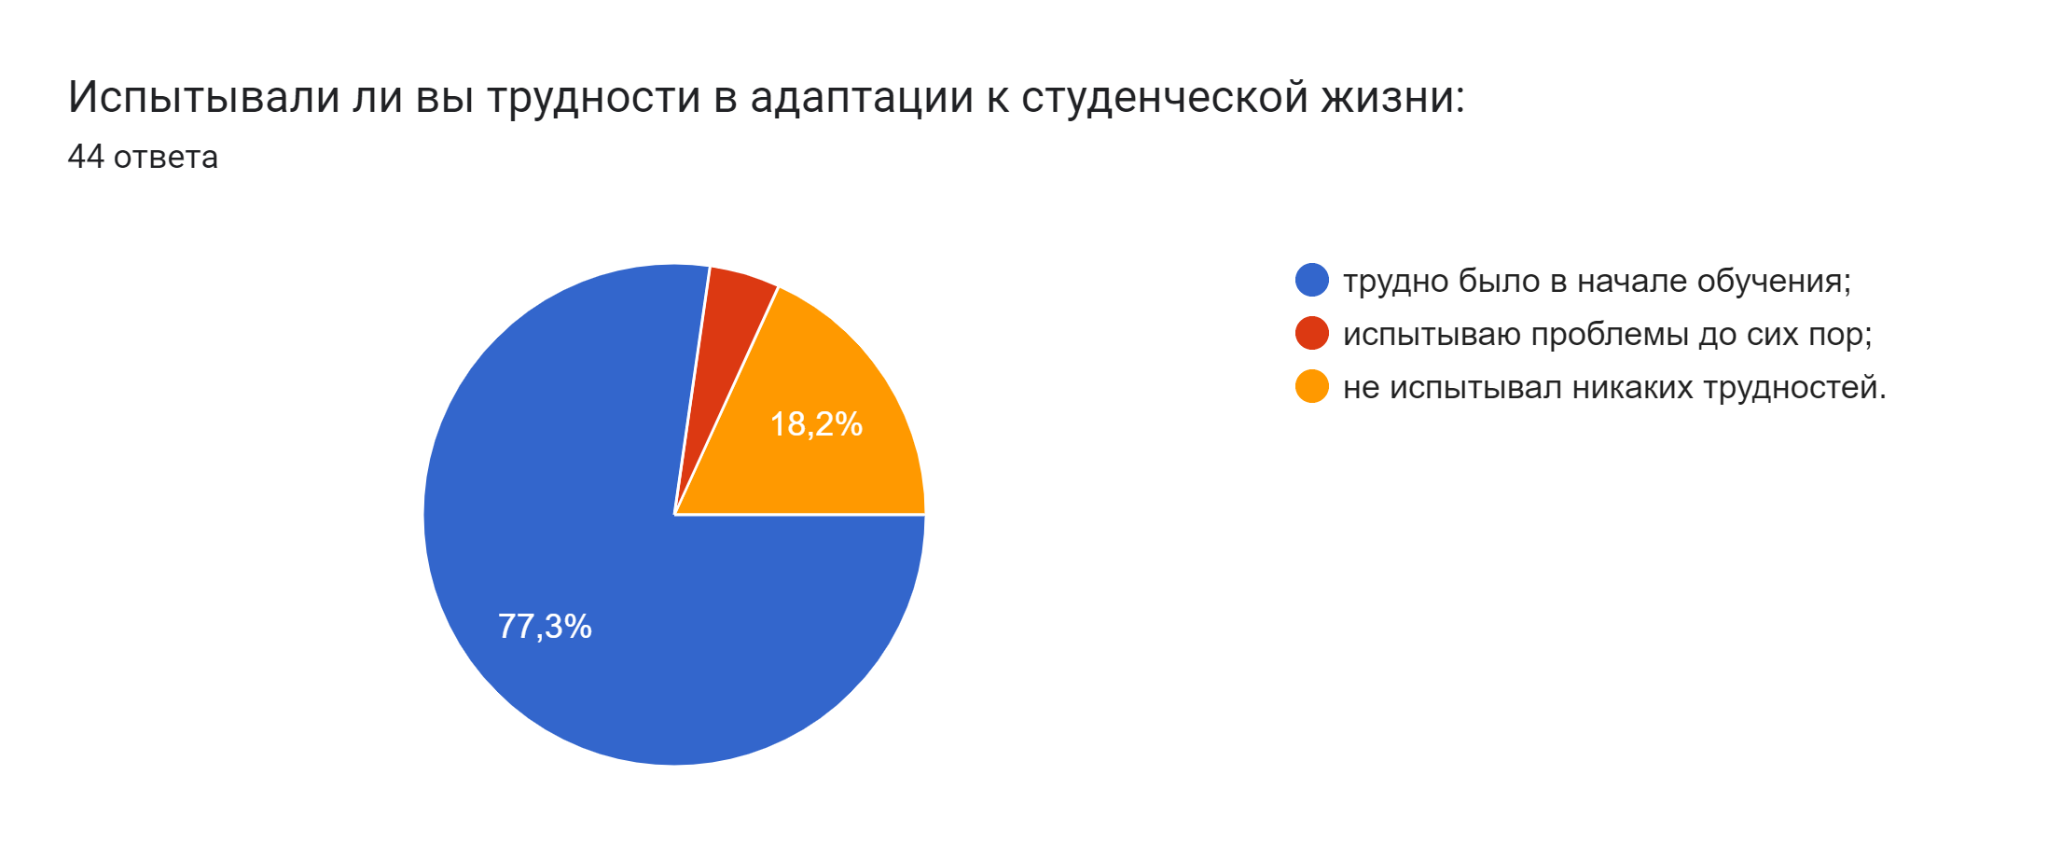 Испытывали ли вы трудности в адаптации к студенческой жизни:
44 ответа
трудно было в начале обучения;
испытываю проблемы до сих пор;
не испытывал никаких трудностей.
18,2%
77,3%